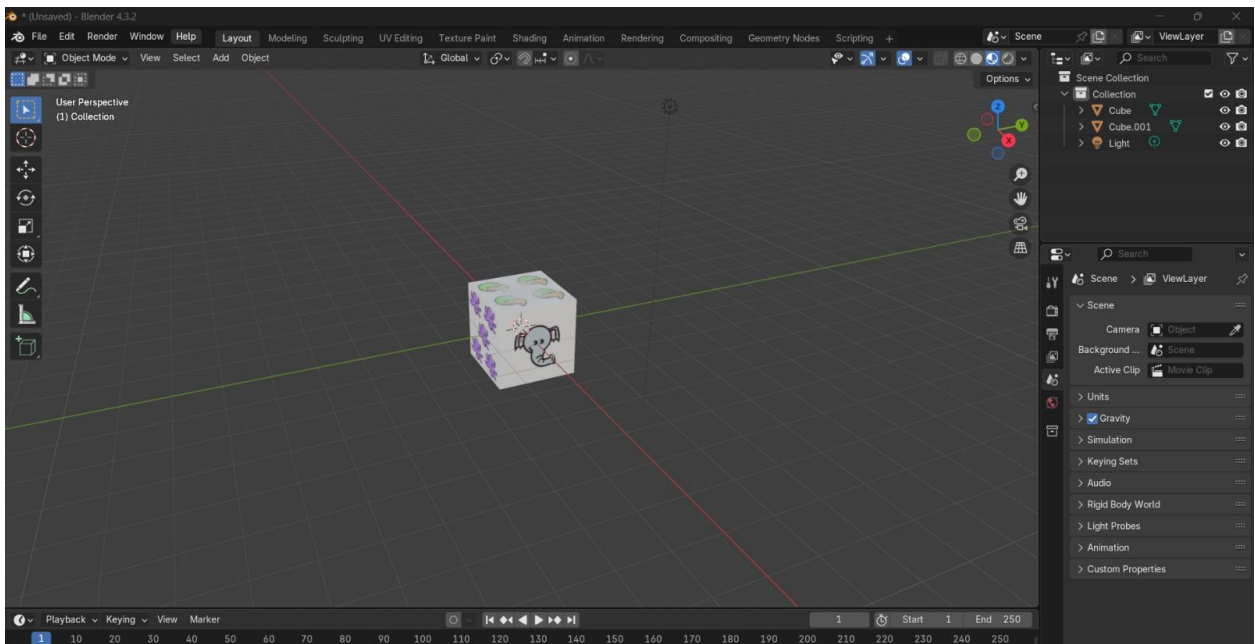 * (Unsaved) - Blender 4.3.2
File Edit Render Window Help Layout Modeling Sculpting UV Editing Texture Paint Shading Animation Rendering Compositing Geometry Nodes Scripting + Scene ViewLayer
Object Mode View Select Add Object Global Search
Options
User Perspective
(1) Collection
Z
Y
X
Scene Collection
Collection
Cube
Cube.001
Light
Search
Scene > ViewLayer
Scene
Camera Object
Background ... Scene
Active Clip Movie Clip
Units
Gravity
Simulation
Keying Sets
Audio
Rigid Body World
Light Probes
Animation
Custom Properties
Playback Keying View Marker 1 Start 1 End 250
1 10 20 30 40 50 60 70 80 90 100 110 120 130 140 150 160 170 180 190 200 210 220 230 240 250